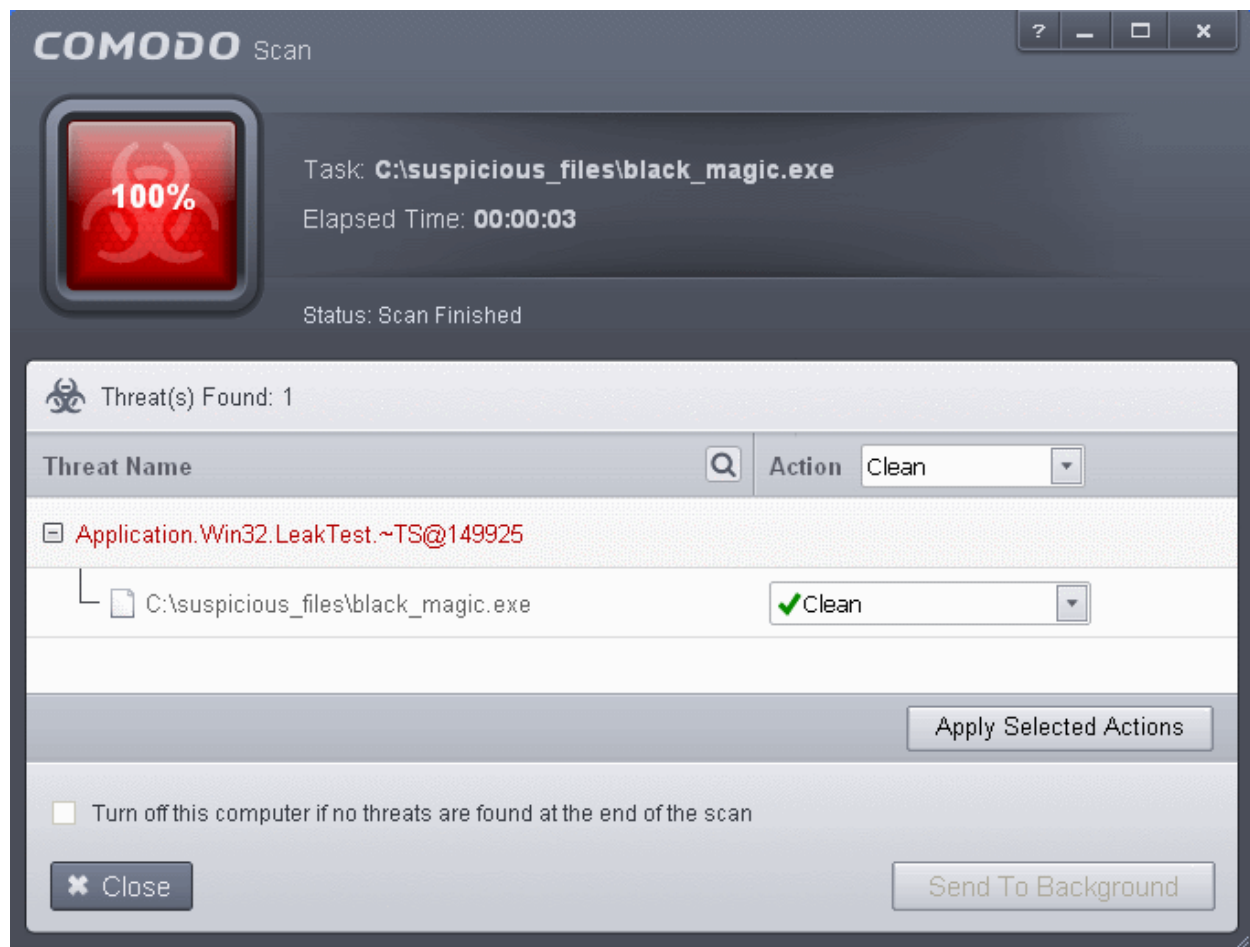 COMODO Scan
?
100%
Task: C:\suspicious_files\black_magic.exe
Elapsed Time: 00:00:03
Status: Scan Finished
Threat(s) Found: 1
Threat Name Action Clean
Application.Win32.LeakTest.~TS@149925
C:\suspicious_files\black_magic.exe Clean
Apply Selected Actions
Turn off this computer if no threats are found at the end of the scan
Close Send To Background